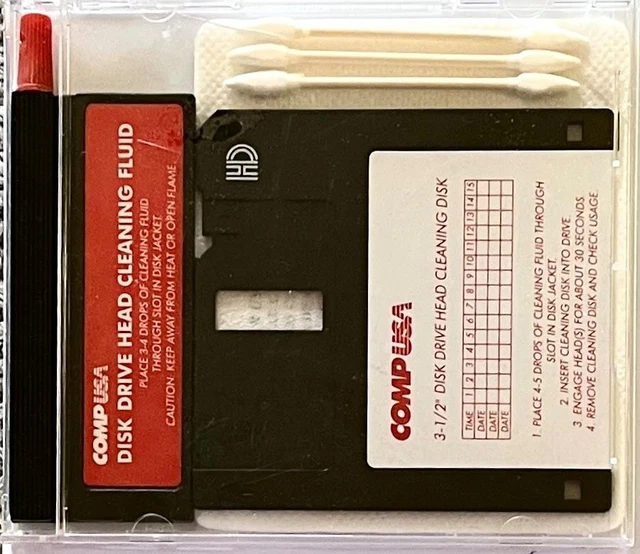 COMPUSA
DISK DRIVE HEAD CLEANING FLUID
PLACE 3-4 DROPS OF CLEANING FLUID
THROUGH SLOT IN DISK JACKET.
CAUTION: KEEP AWAY FROM HEAT OR OPEN FLAME.
HD
COMPUSA
3-1/2" DISK DRIVE HEAD CLEANING DISK
TIME 1 2 3 4 5 6 7 8 9 10 11 12 13 14 15
DATE
DATE
DATE
1. PLACE 4-5 DROPS OF CLEANING FLUID THROUGH
SLOT IN DISK JACKET.
2. INSERT CLEANING DISK INTO DRIVE
3 ENGAGE HEAD(S) FOR ABOUT 30 SECONDS
4. REMOVE CLEANING DISK AND CHECK USAGE.